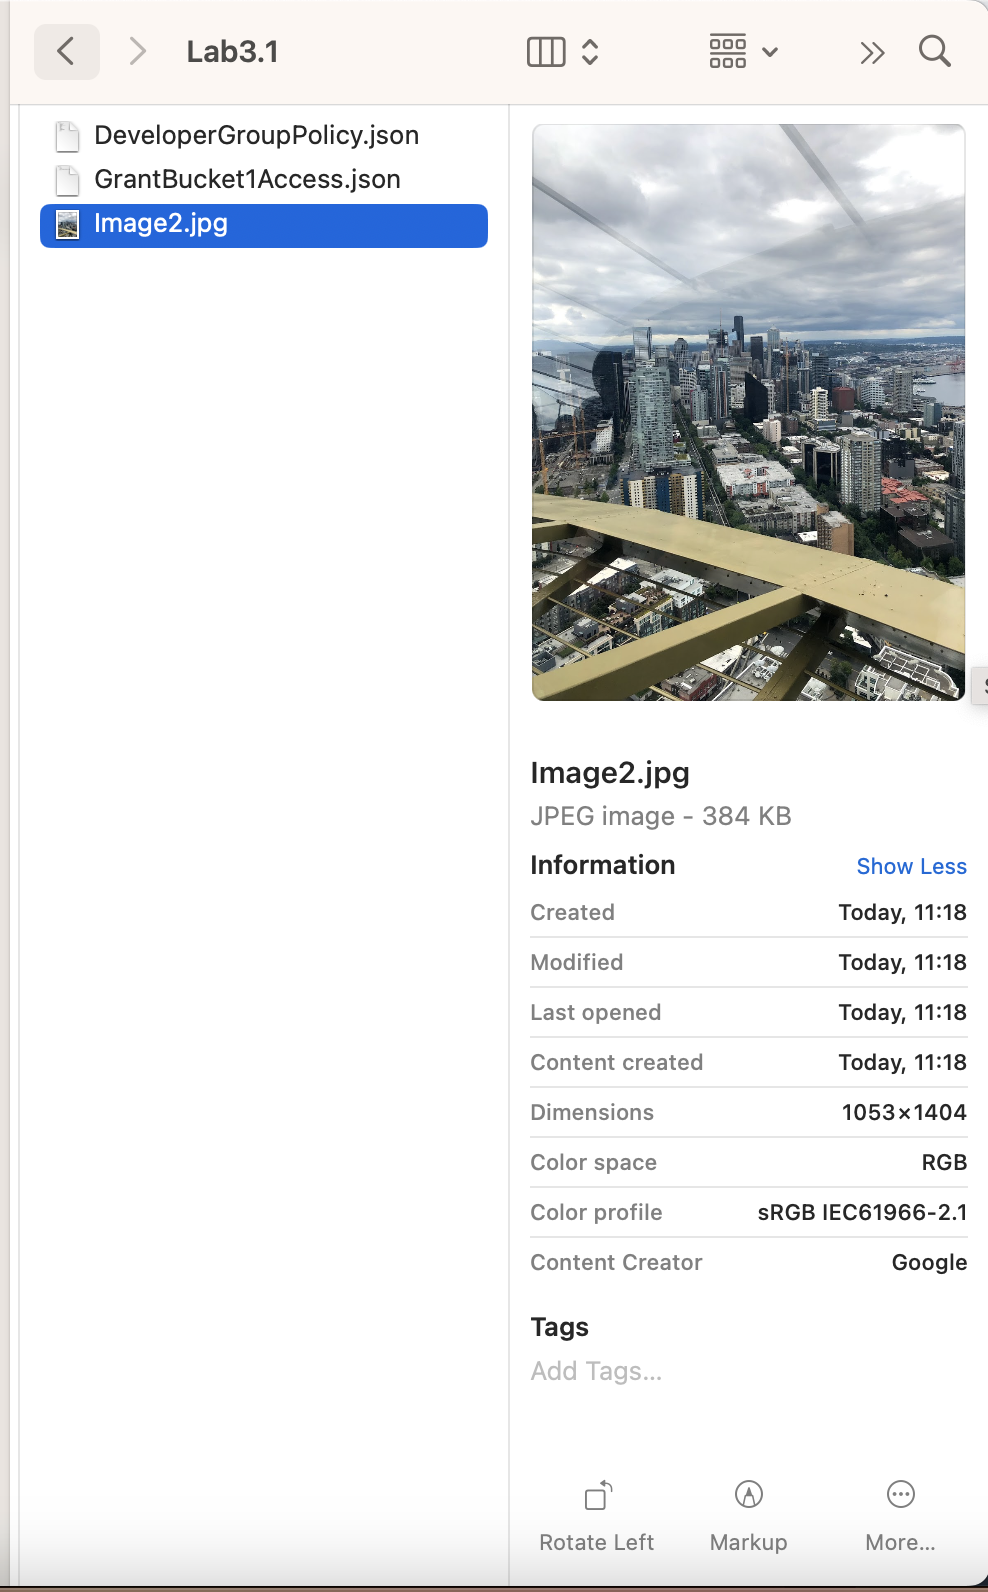 Lab3.1
DeveloperGroupPolicy.json
GrantBucket1Access.json
Image2.jpg
Image2.jpg
JPEG image - 384 KB
Information Show Less
Created Today, 11:18
Modified Today, 11:18
Last opened Today, 11:18
Content created Today, 11:18
Dimensions 1053×1404
Color space RGB
Color profile sRGB IEC61966-2.1
Content Creator Google
Tags
Add Tags...
Rotate Left Markup More...